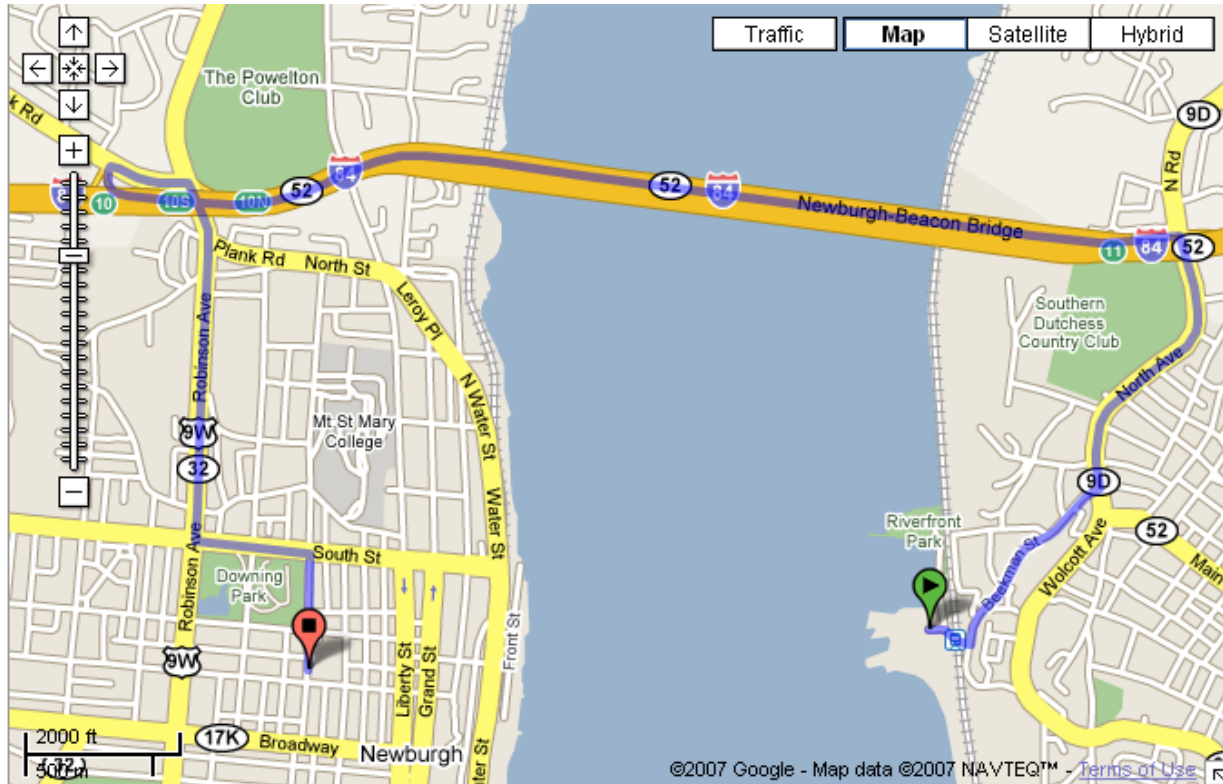 Traffic
Map
Satellite
Hybrid
The Powelton
Club
k Rd
9D
N Rd
84
52
84
52
10
10S
10N
Newburgh-Beacon Bridge
11
84
52
Plank Rd
North St
Leroy Pl
Southern
Dutchess
Country Club
Robinson Ave
North Ave
N Water St
Mt St Mary
College
9W
32
9D
Water St
Riverfront
Park
52
Main
Robinson Ave
South St
Beekman St
Wolcott Ave
Downing
Park
Front St
9W
Liberty St
Grand St
2000 ft
17K
Broadway
Newburgh
ter St
(32)
500 m
©2007 Google - Map data ©2007 NAVTEQ™ - Terms of Use